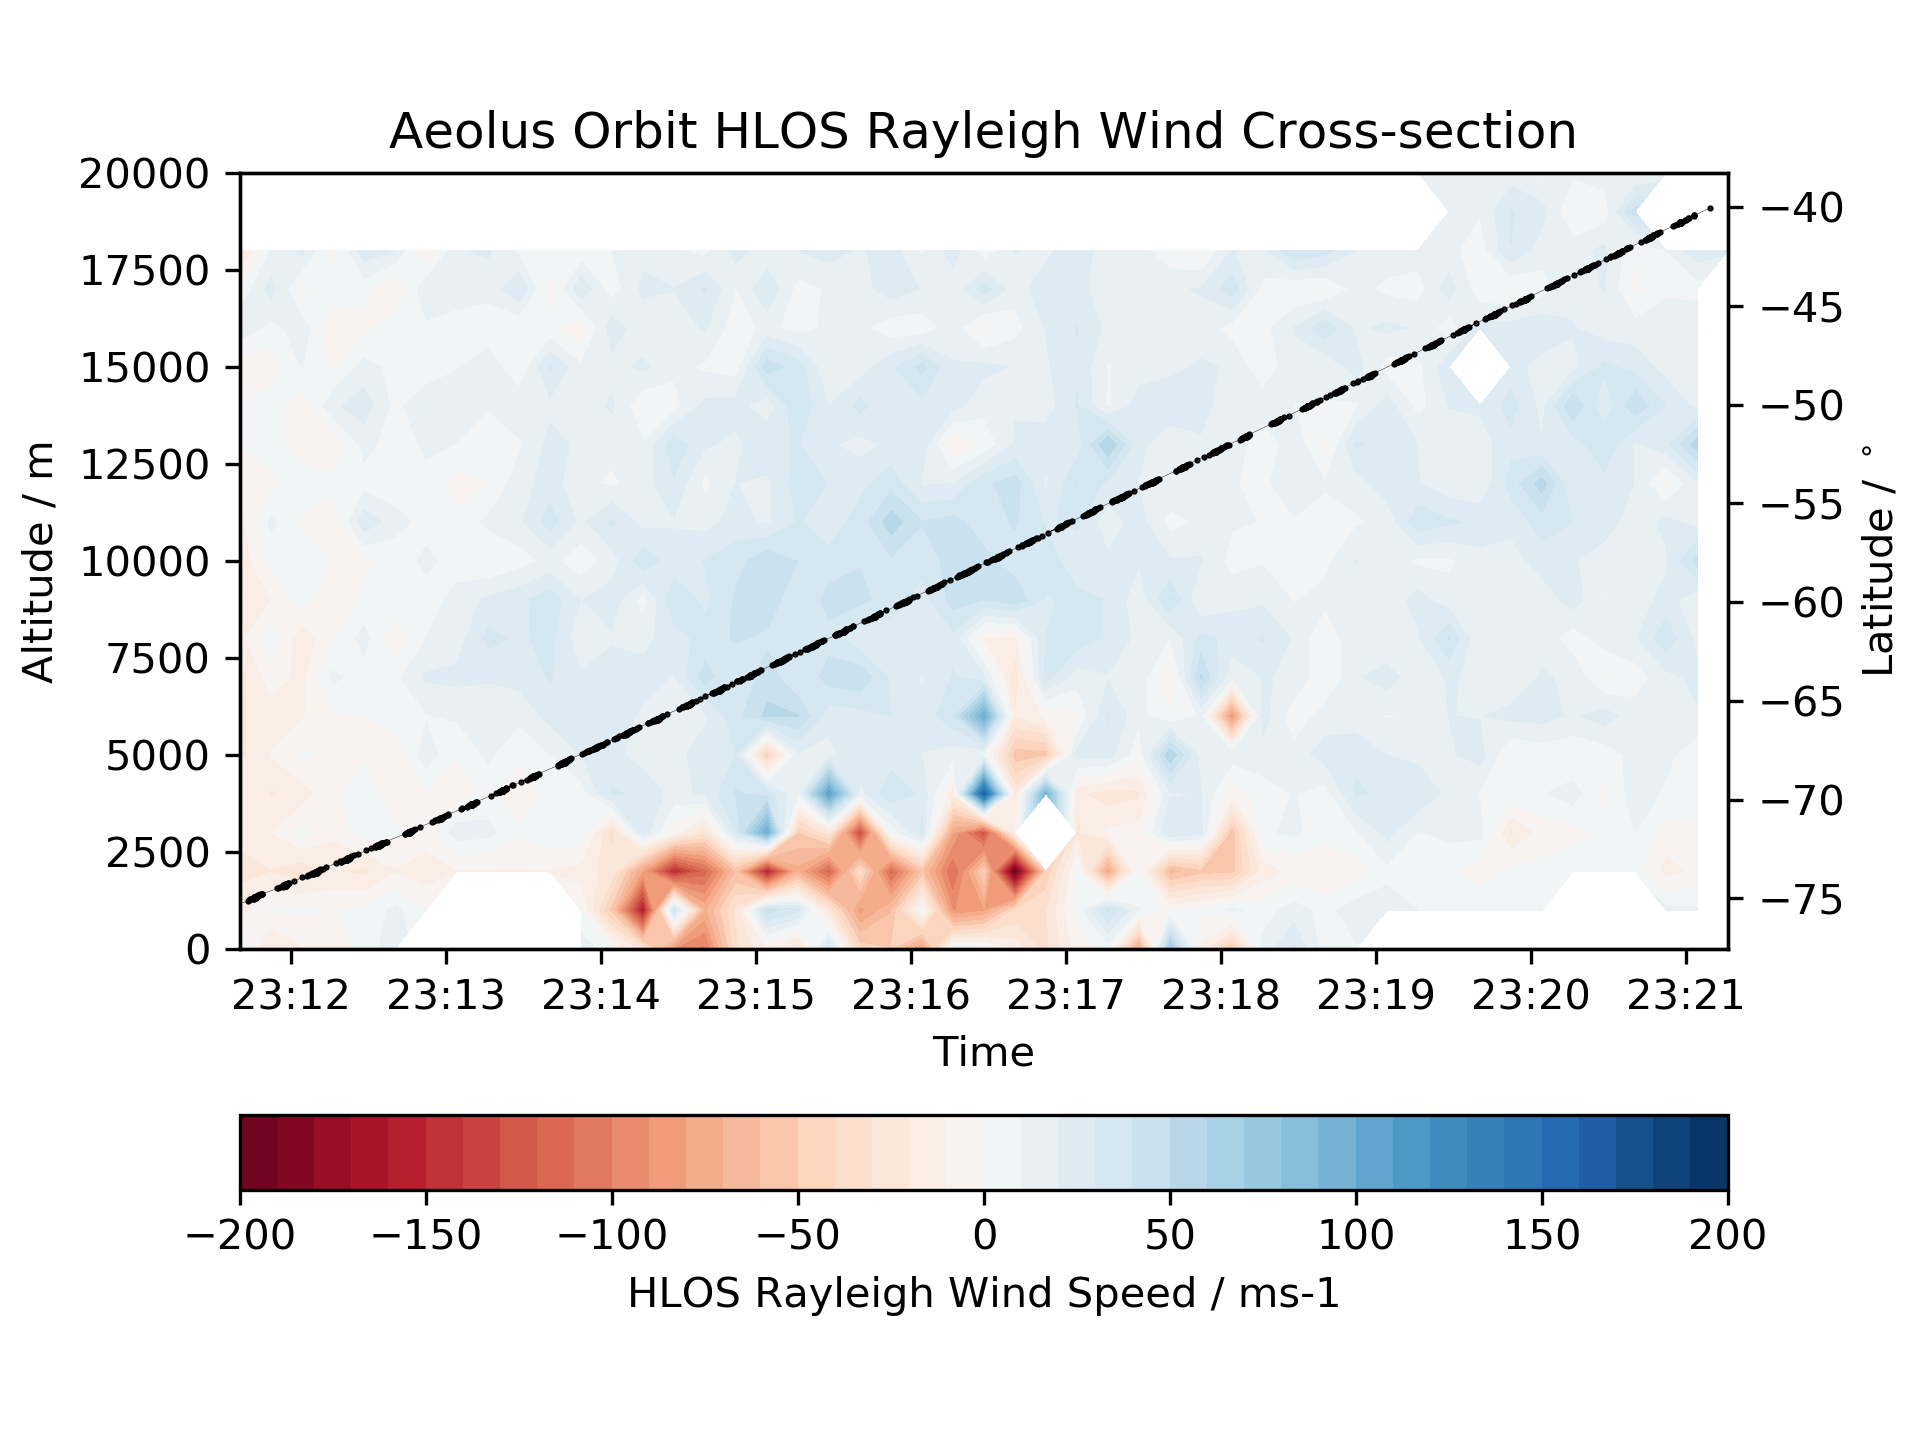 Aeolus Orbit HLOS Rayleigh Wind Cross-section
20000
17500
15000
12500
10000
7500
5000
2500
0
Altitude / m
−40
−45
−50
−55
−60
−65
−70
−75
Latitude / °
23:12 23:13 23:14 23:15 23:16 23:17 23:18 23:19 23:20 23:21
Time
−200 −150 −100 −50 0 50 100 150 200
HLOS Rayleigh Wind Speed / ms-1